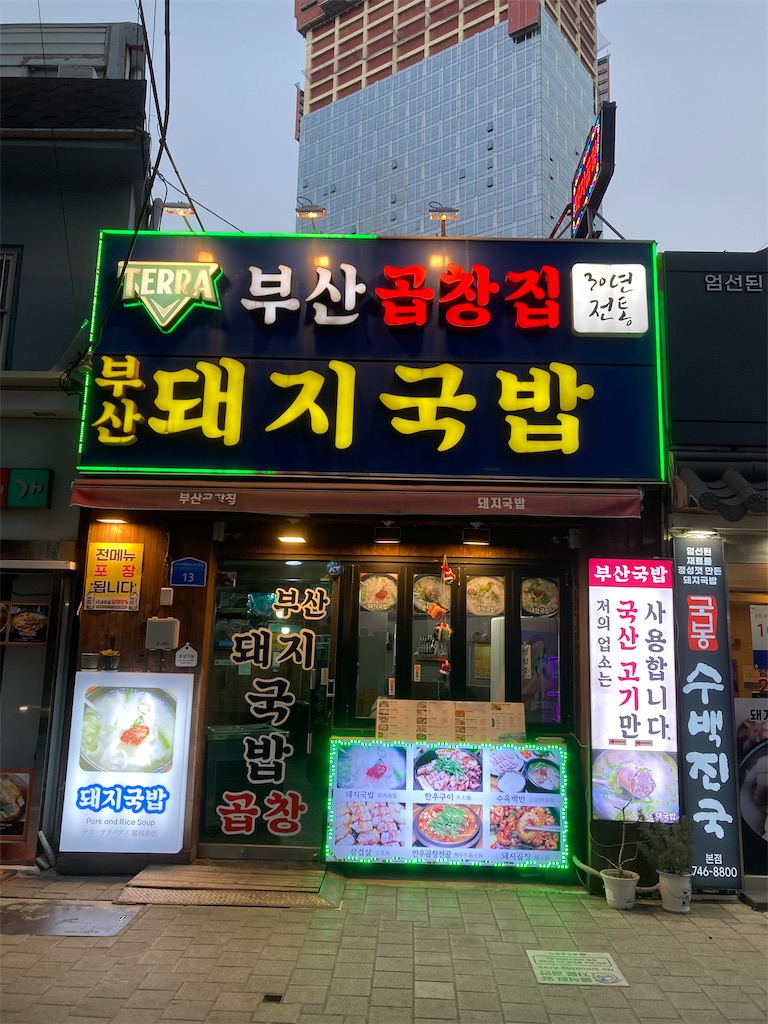 TERRA
부산 곱창집
30년
전통
부산 돼지국밥
엄선된
부산곱창집
돼지국밥
전메뉴
포장
됩니다
13
부산
돼지
국밥
곱창
돼지국밥
Pork and Rice Soup
돼지국밥
한우구이
수육백반
삼겹살
한우곱창전골
돼지곱창
부산국밥
저희 업소는
국산 고기만
사용합니다.
돼국밥
엄선된
재료로
정성껏 만든
돼지국밥
국봉
수백진국
본점
746-8800